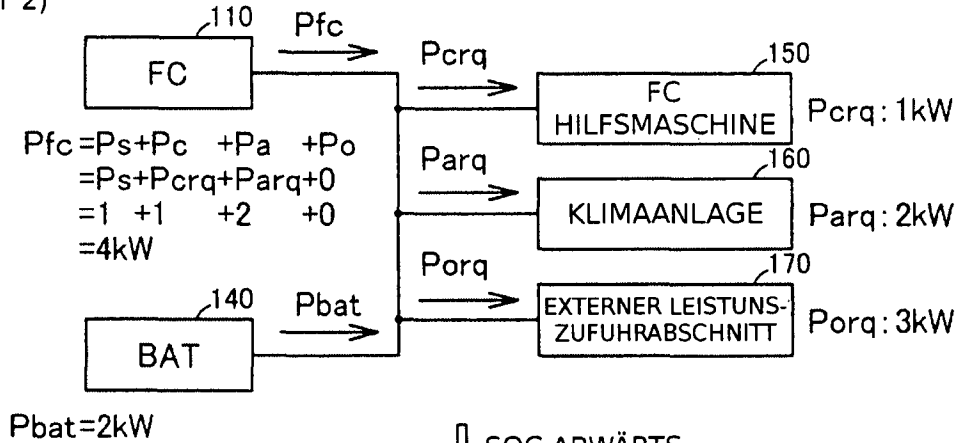 110
Pfc
FC
Pcrq
150
FC
HILFSMASCHINE
Pcrq: 1kW
Pfc=Ps+Pc +Pa +Po
=Ps+Pcrq+Parq+0
=1 +1 +2 +0
=4kW
Parq
160
KLIMAANLAGE
Parq: 2kW
Porq
170
EXTERNER LEISTUNS-
ZUFUHRABSCHNITT
Porq: 3kW
140
Pbat
BAT
Pbat=2kW